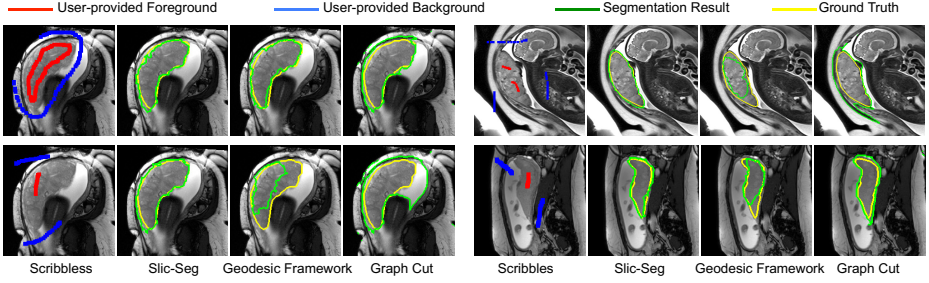 User-provided Foreground User-provided Background Segmentation Result Ground Truth
Scribbless Slic-Seg Geodesic Framework Graph Cut Scribbles Slic-Seg Geodesic Framework Graph Cut